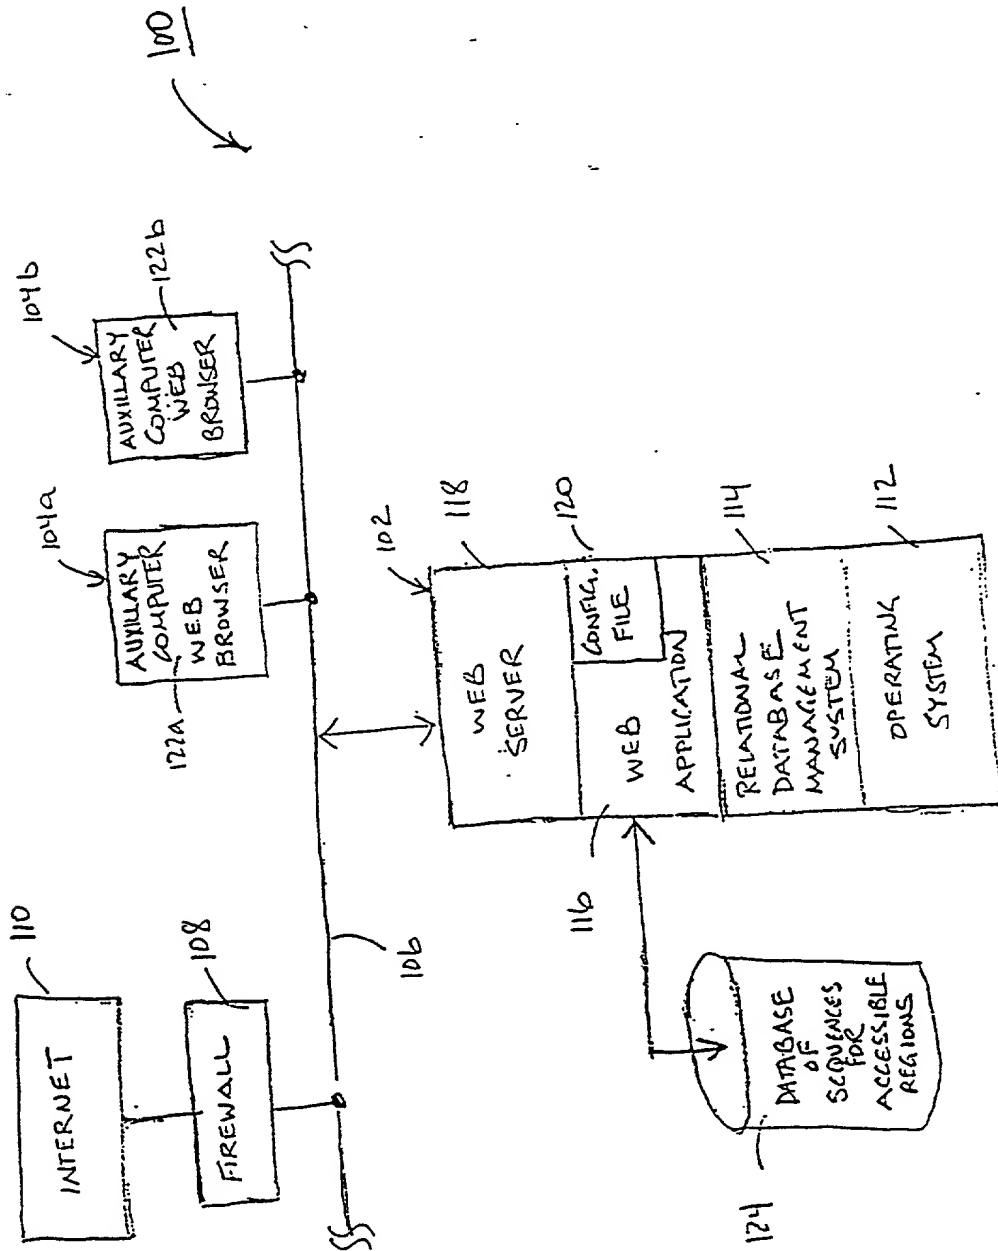 100
104b
AUXILLARY
COMPUTER
WEB
BROWSER
122b
104a
AUXILLARY
COMPUTER
WEB
BROWSER
122a
110
INTERNET
108
FIREWALL
106
102
118
WEB
SERVER
120
CONFIG.
FILE
WEB
APPLICATION
116
114
RELATIONAL
DATABASE
MANAGEMENT
SYSTEM
112
OPERATING
SYSTEM
DATABASE
OF
SEQUENCES
FOR
ACCESSIBLE
REGIONS
124